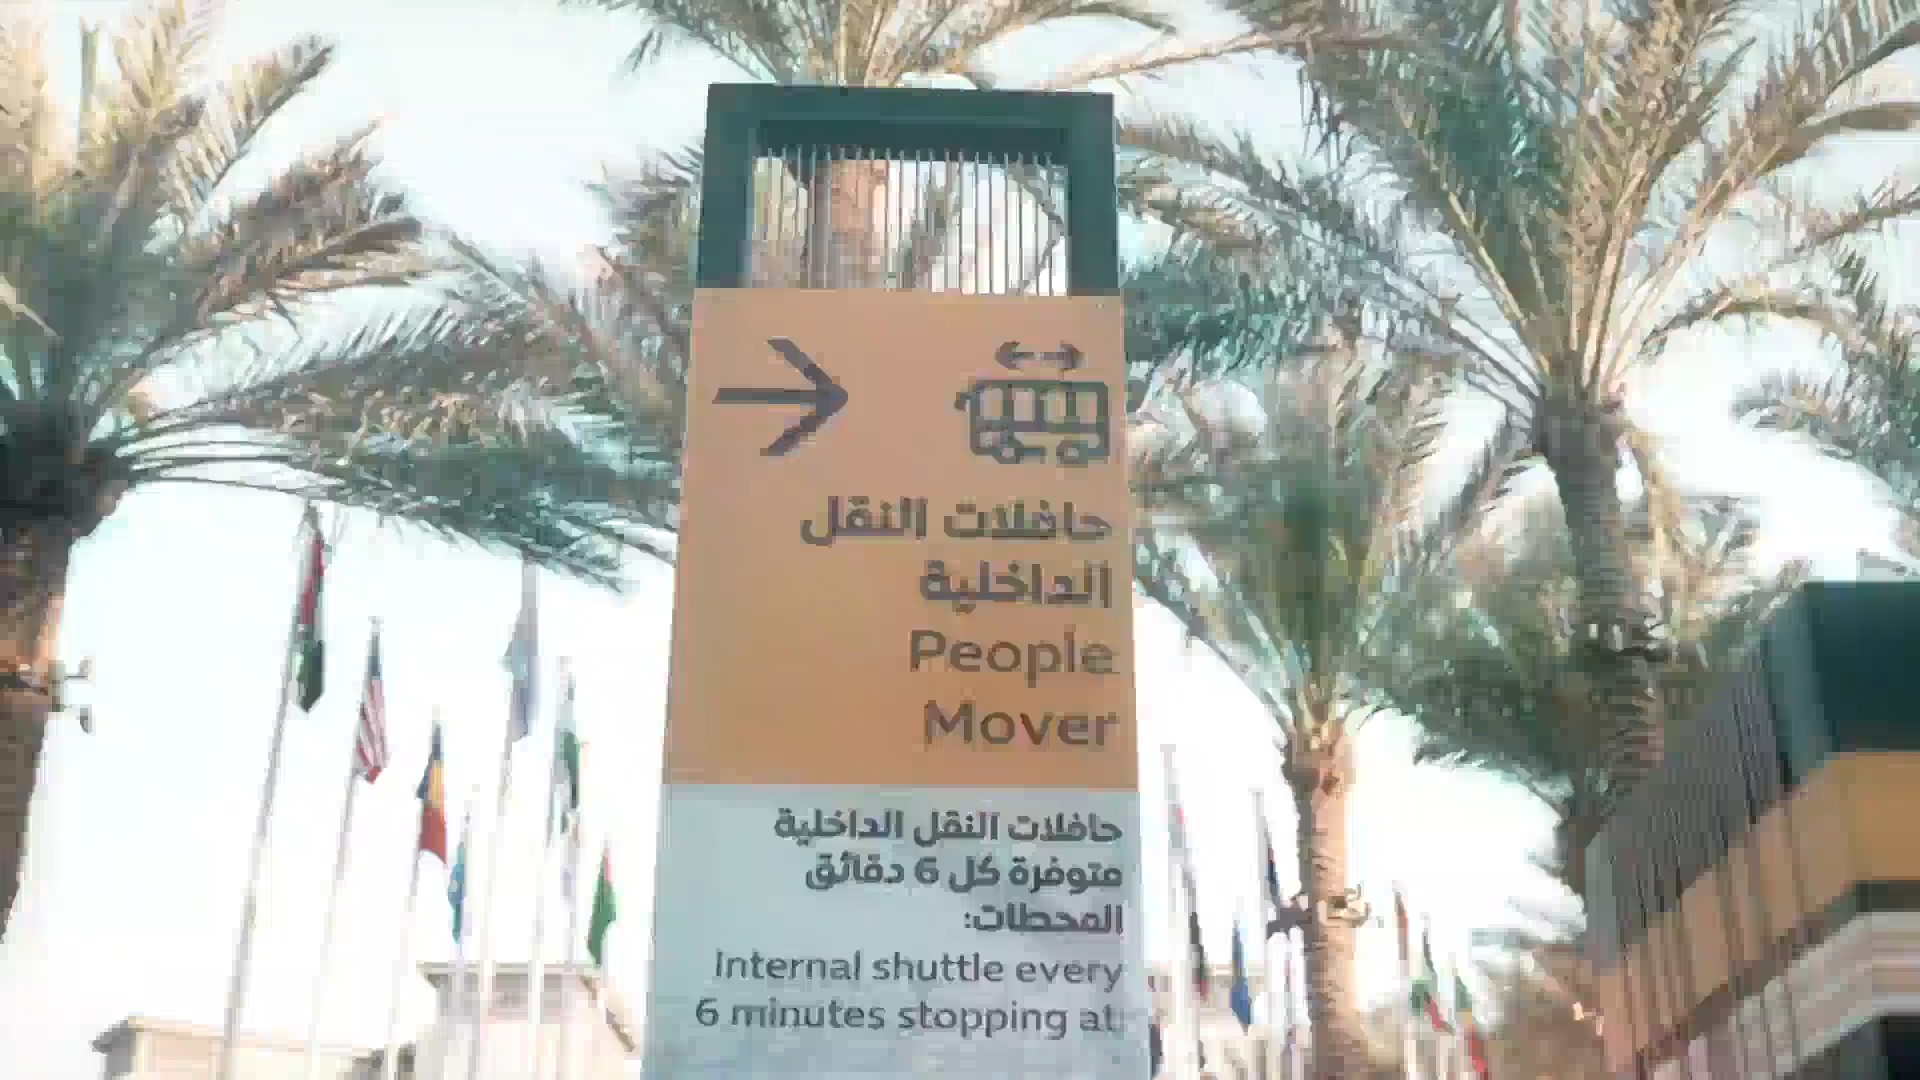 حافلات النقل
الداخلية
People
Mover
حافلات النقل الداخلية
متوفرة كل 6 دقائق
المحطات:
Internal shuttle every
6 minutes stopping at: